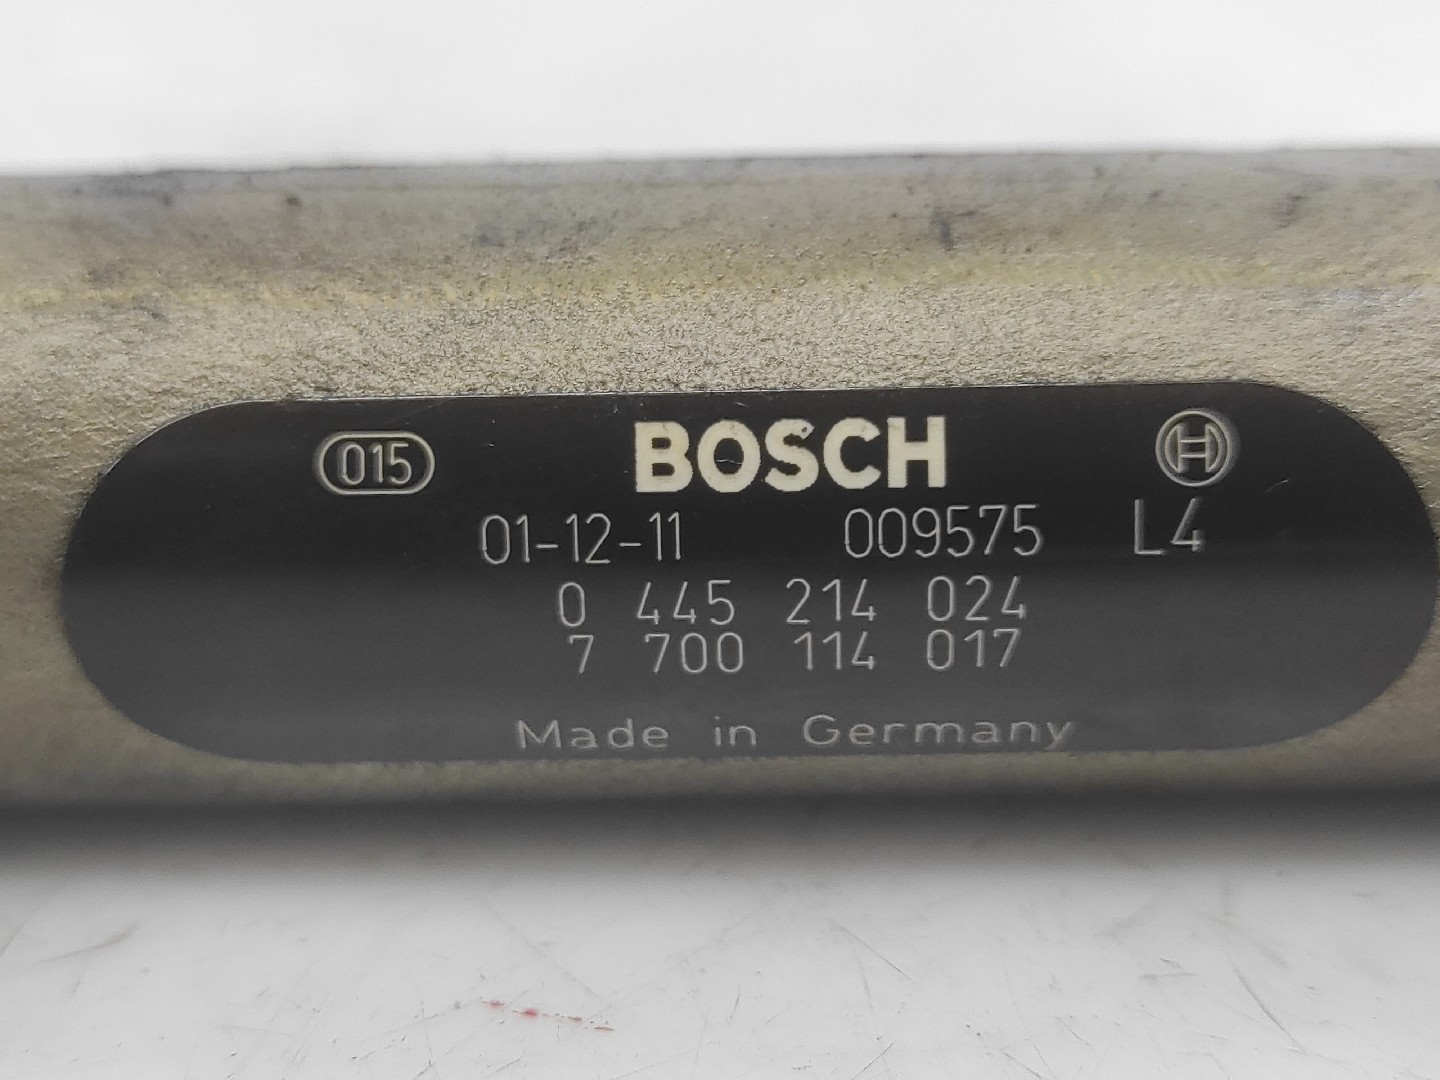 015 BOSCH
01-12-11 009575 L4
0 445 214 024
7 700 114 017
Made in Germany